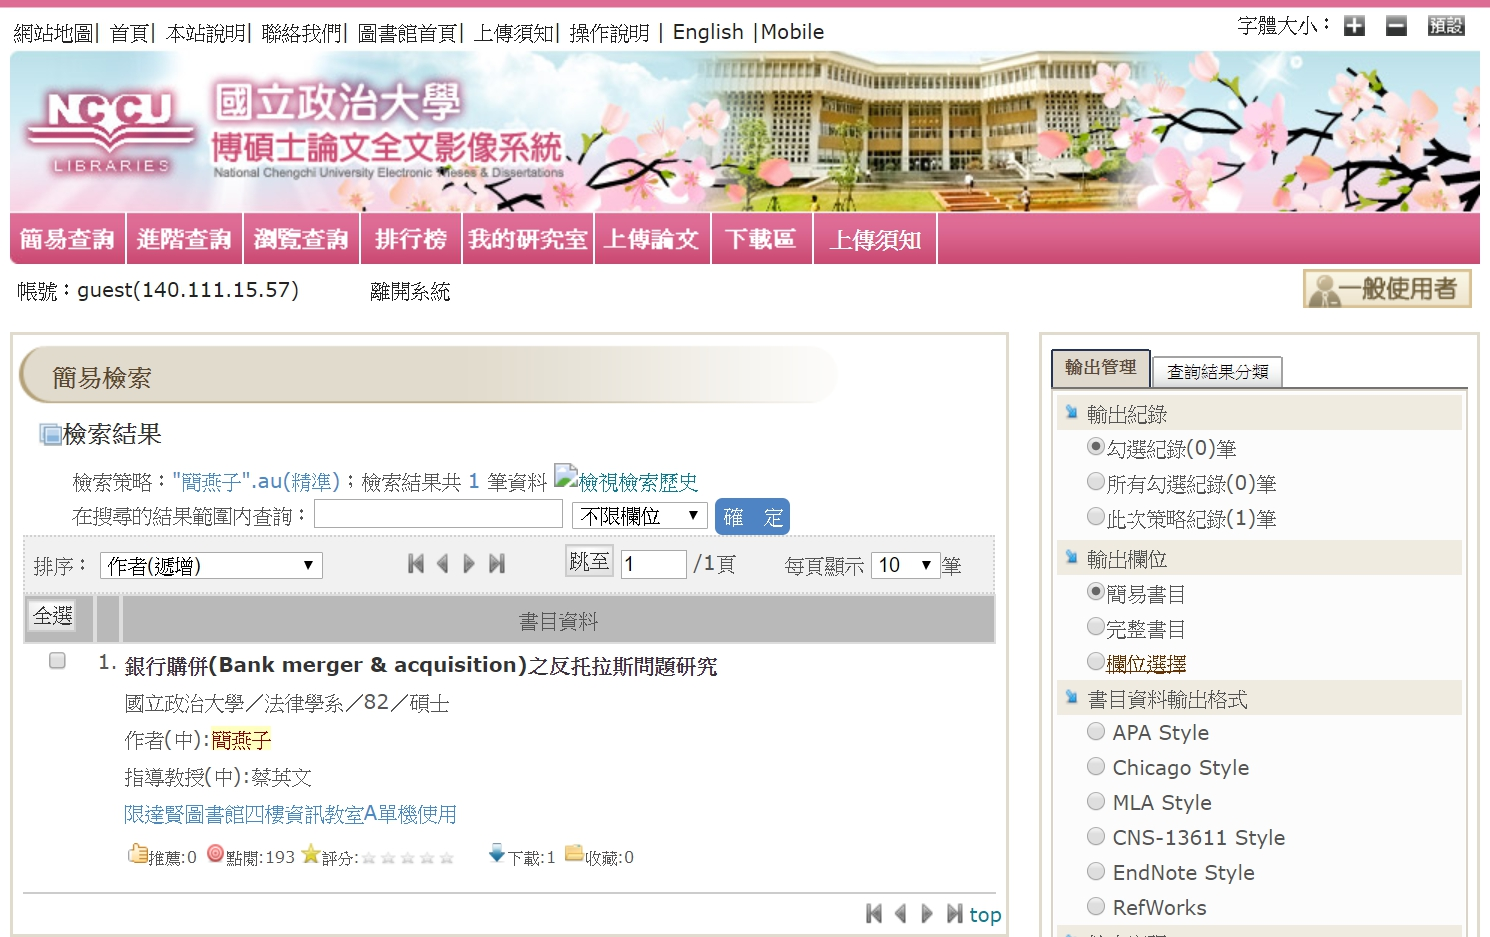 網站地圖| 首頁| 本站說明| 聯絡我們| 圖書館首頁| 上傳須知| 操作說明 | English |Mobile
字體大小： + − 預設
NCCU
LIBRARIES
國立政治大學
博碩士論文全文影像系統
National Chengchi University Electronic Theses & Dissertations
簡易查詢 進階查詢 瀏覽查詢 排行榜 我的研究室 上傳論文 下載區 上傳須知
帳號：guest(140.111.15.57) 離開系統
一般使用者
簡易檢索
檢索結果
檢索策略："簡燕子".au(精準)；檢索結果共 1 筆資料 檢視檢索歷史
在搜尋的結果範圍內查詢： 不限欄位 確 定
排序： 作者(遞增) 跳至 1 /1頁 每頁顯示 10 筆
全選 書目資料
1. 銀行購併(Bank merger & acquisition)之反托拉斯問題研究
國立政治大學／法律學系／82／碩士
作者(中):簡燕子
指導教授(中):蔡英文
限達賢圖書館四樓資訊教室A單機使用
推薦:0 點閱:193 評分: 下載:1 收藏:0
top
輸出管理 查詢結果分類
輸出紀錄
勾選紀錄(0)筆
所有勾選紀錄(0)筆
此次策略紀錄(1)筆
輸出欄位
簡易書目
完整書目
欄位選擇
書目資料輸出格式
APA Style
Chicago Style
MLA Style
CNS-13611 Style
EndNote Style
RefWorks